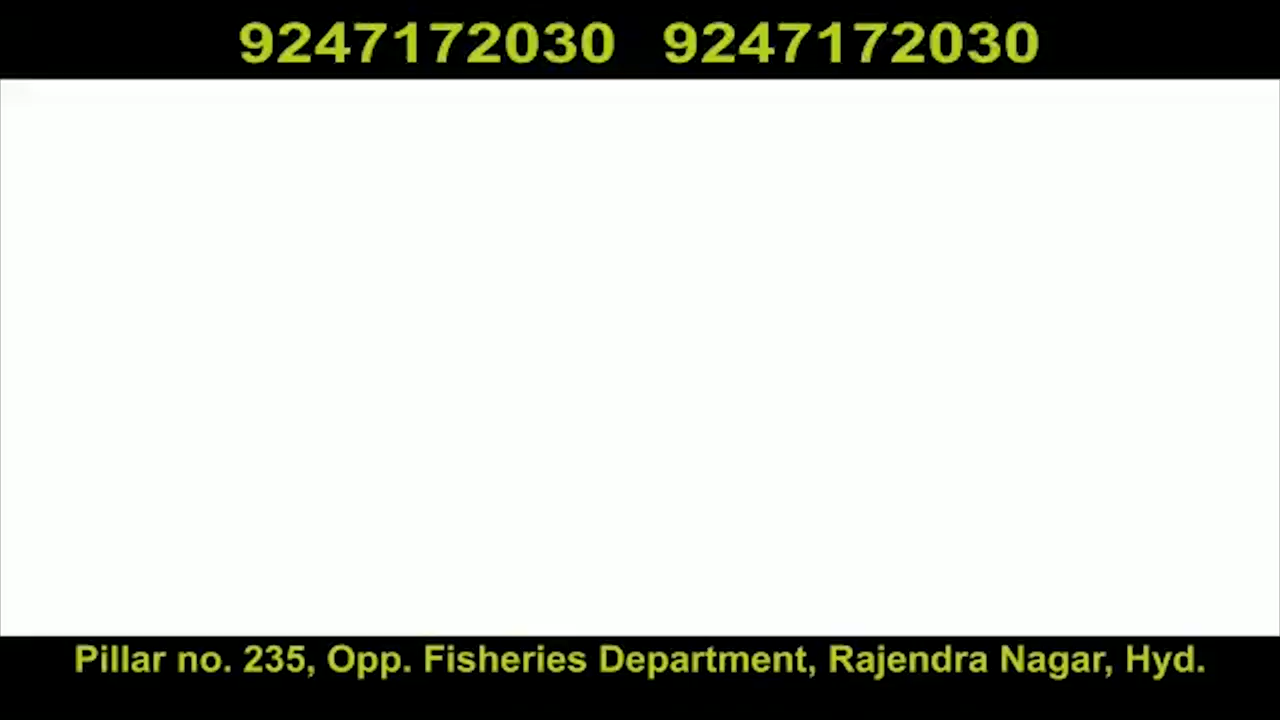 9247172030 9247172030
Pillar no. 235, Opp. Fisheries Department, Rajendra Nagar, Hyd.